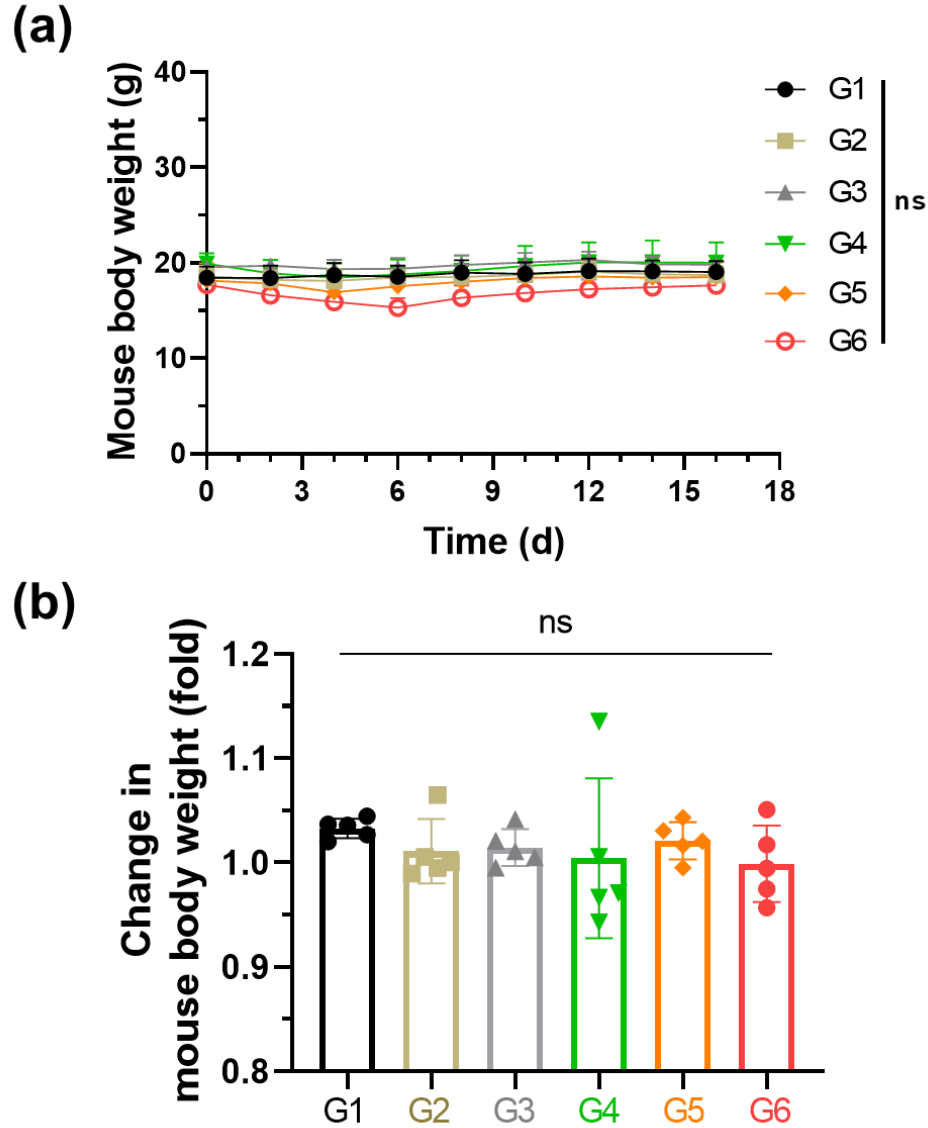 (a)
Mouse body weight (g)
40
30
20
10
0
0 3 6 9 12 15 18
Time (d)
G1
G2
G3
G4
G5
G6
ns
(b)
ns
Change in
mouse body weight (fold)
1.2
1.1
1.0
0.9
0.8
G1 G2 G3 G4 G5 G6